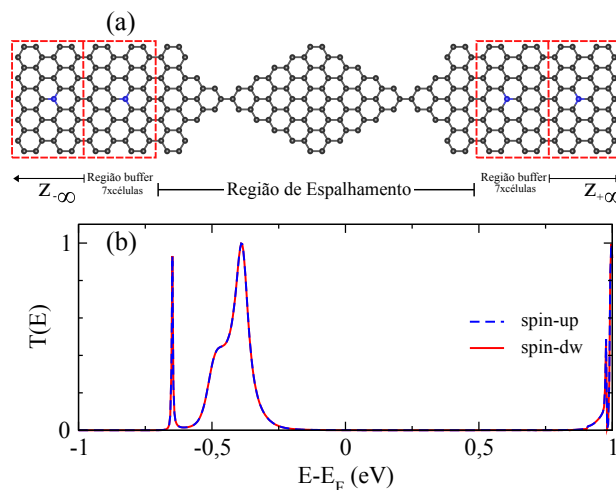 (a)
Z-∞
Região buffer
7xcélulas
Região de Espalhamento
Região buffer
7xcélulas
Z+∞
(b)
T(E)
1
0
spin-up
spin-dw
-1
-0,5
0
0,5
1
E-E_F (eV)